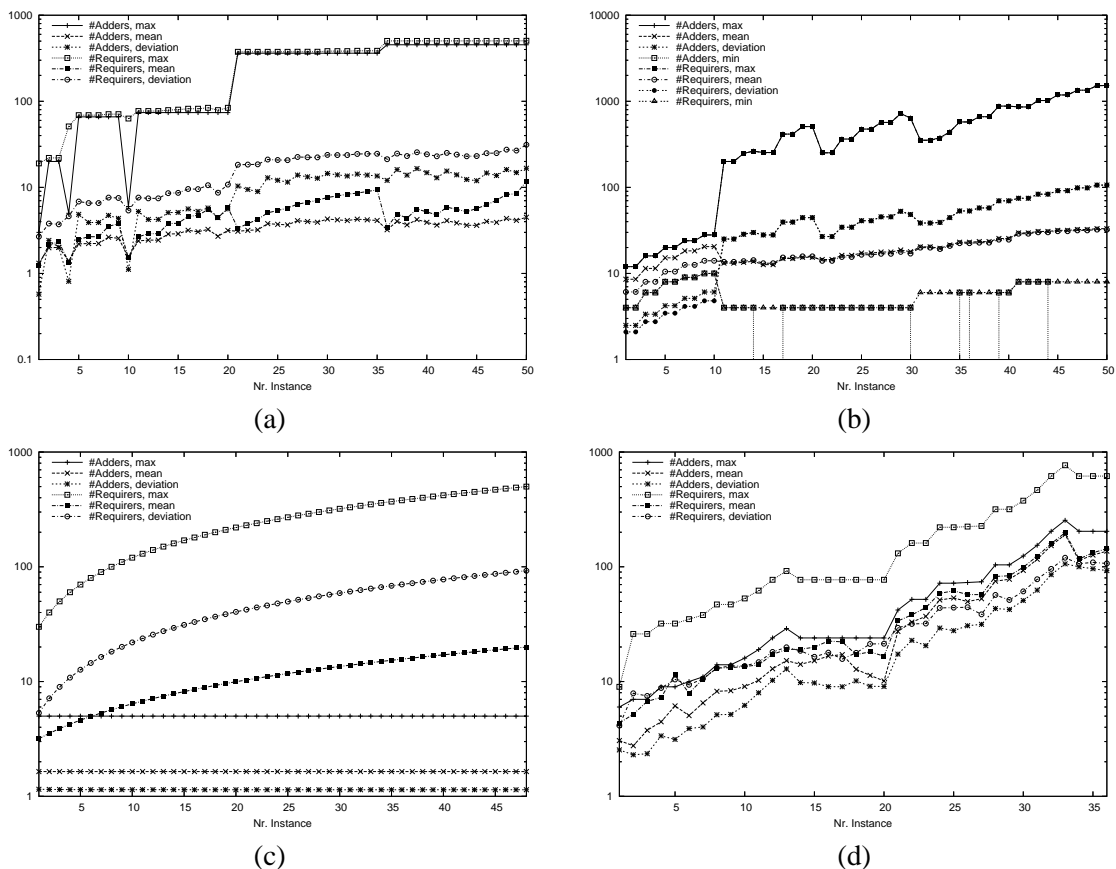 1000
100
10
1
0.1
#Adders, max
#Adders, mean
#Adders, deviation
#Requirers, max
#Requirers, mean
#Requirers, deviation
5 10 15 20 25 30 35 40 45 50
Nr. Instance
(a)
10000
1000
100
10
1
#Adders, max
#Adders, mean
#Adders, deviation
#Adders, min
#Requirers, max
#Requirers, mean
#Requirers, deviation
#Requirers, min
5 10 15 20 25 30 35 40 45 50
Nr. Instance
(b)
1000
100
10
1
#Adders, max
#Adders, mean
#Adders, deviation
#Requirers, max
#Requirers, mean
#Requirers, deviation
5 10 15 20 25 30 35 40 45
Nr. Instance
(c)
1000
100
10
1
#Adders, max
#Adders, mean
#Adders, deviation
#Requirers, max
#Requirers, mean
#Requirers, deviation
5 10 15 20 25 30 35
Nr. Instance
(d)